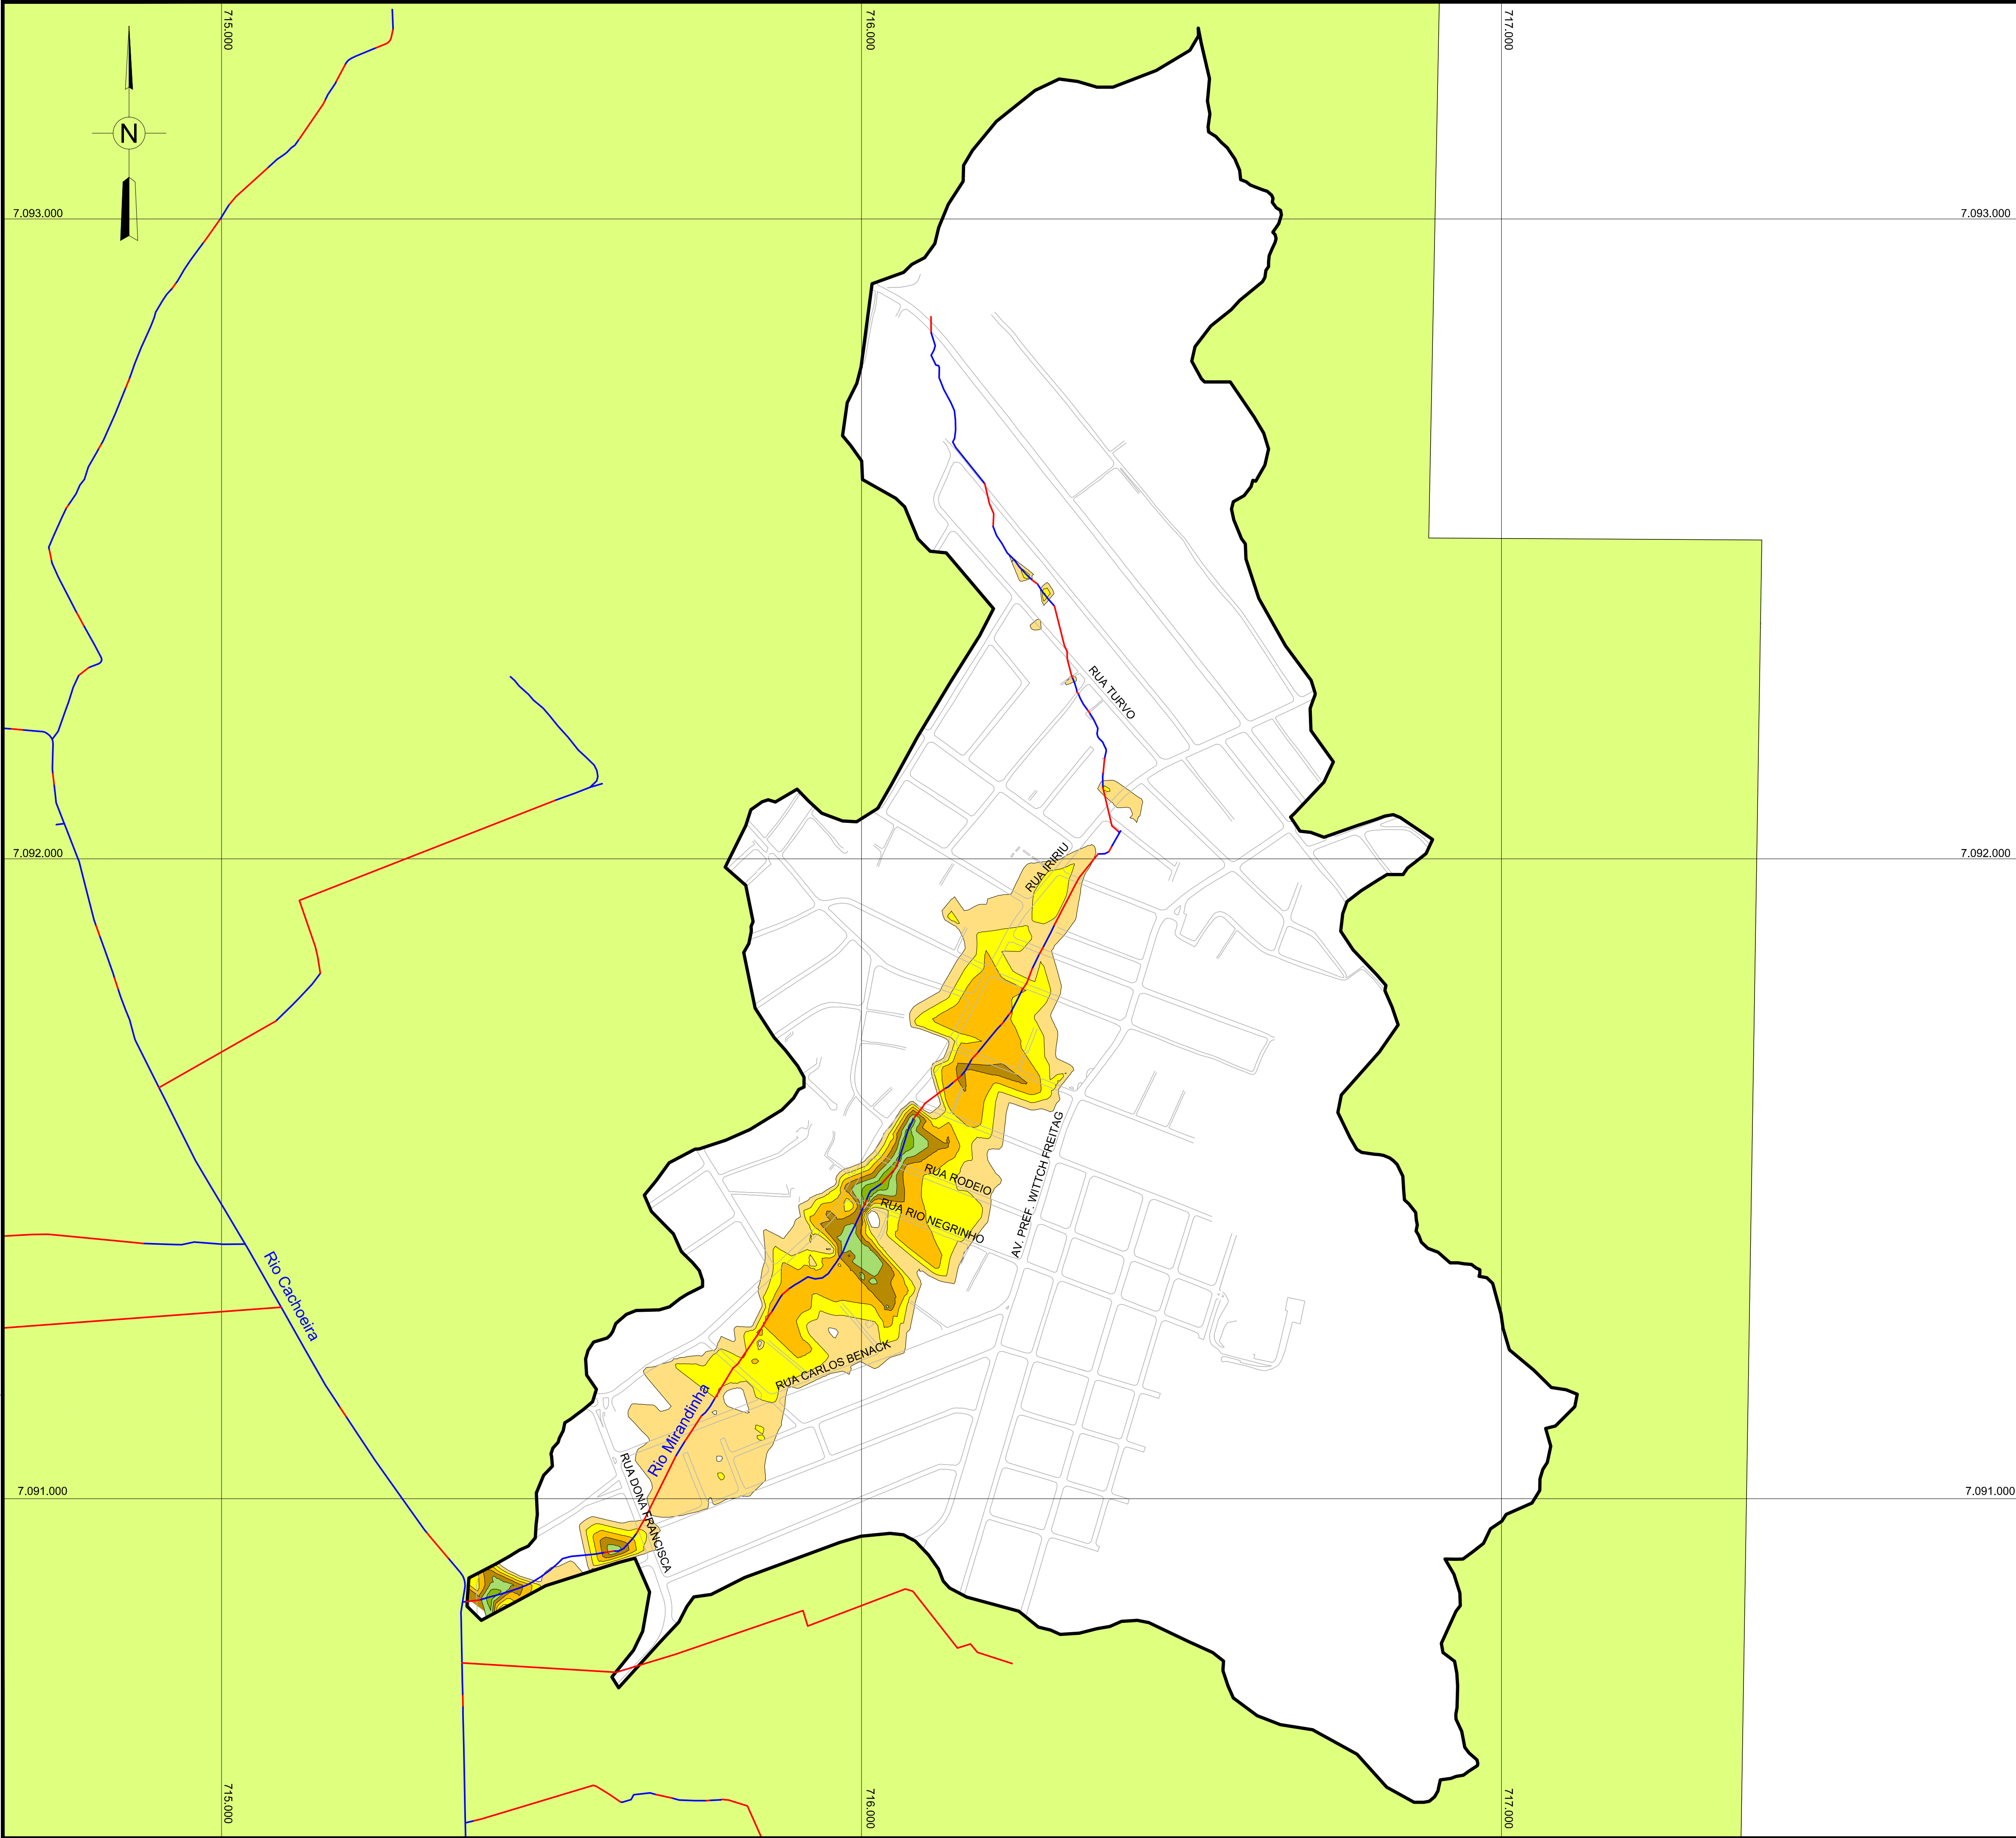 715.000
716.000
717.000
N
7.093.000
7.093.000
RUA TURVO
7.092.000
7.092.000
RUA IRIRIU
AV. PREF. WITTCH FREITAG
RUA RODEIO
RUA RIO NEGRINHO
Rio Cachoeira
RUA CARLOS BENACK
Rio Mirandinha
RUA DONA FRANCISCA
7.091.000
7.091.000
715.000
716.000
717.000